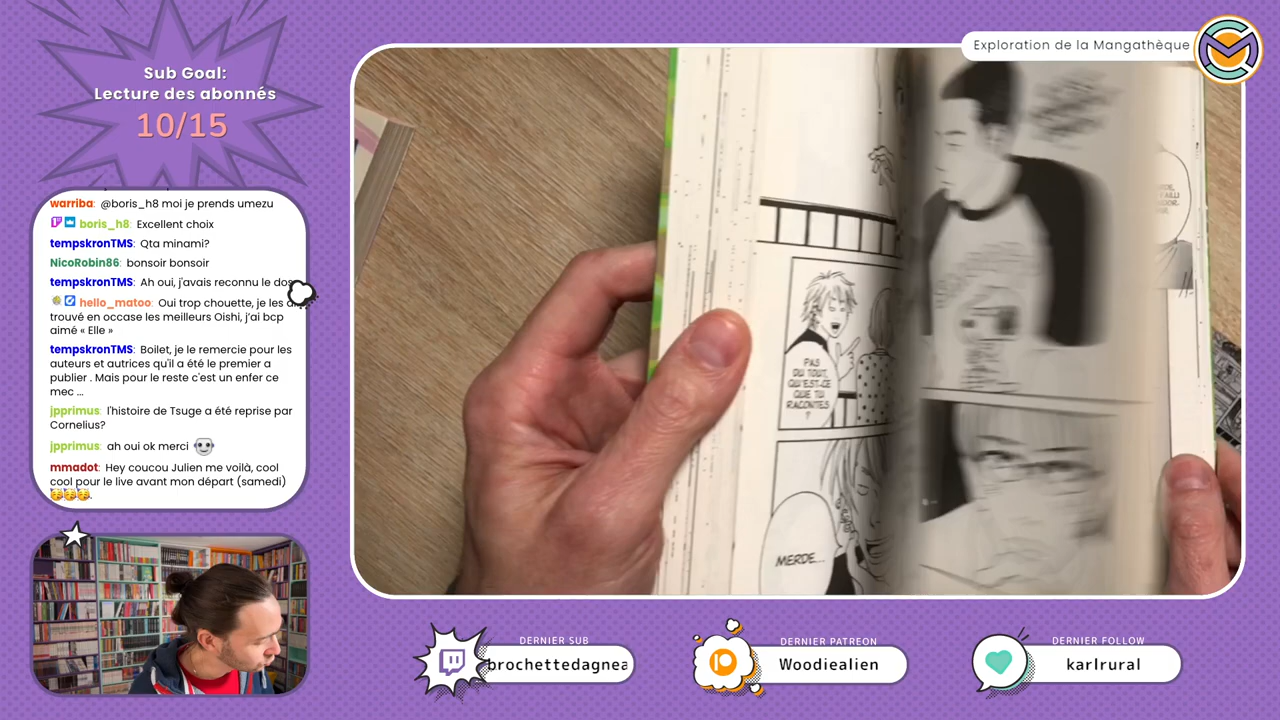 Sub Goal:
Lecture des abonnés
10/15
Exploration de la Mangathèque
warriba: @boris_h8 moi je prends umezu
boris_h8: Excellent choix
tempskronTMS: Qta minami?
NicoRobin86: bonsoir bonsoir
tempskronTMS: Ah oui, j'avais reconnu le dos
hello_matoo: Oui trop chouette, je les
trouvé en occase les meilleurs Oishi, j'ai bcp
aimé « Elle »
tempskronTMS: Boilet, je le remercie pour les
auteurs et autrices qu'il a été le premier a
publier . Mais pour le reste c'est un enfer ce
mec ...
jpprimus: l'histoire de Tsuge a été reprise par
Cornelius?
jpprimus: ah oui ok merci
mmadot: Hey coucou Julien me voilà, cool
cool pour le live avant mon départ (samedi)
.
PAS
DU TOUT,
QU'EST-CE
QUE TU
RACONTES
?
MERDE...
DERNIER SUB
brochettedagnea
DERNIER PATREON
Woodiealien
DERNIER FOLLOW
karlrural